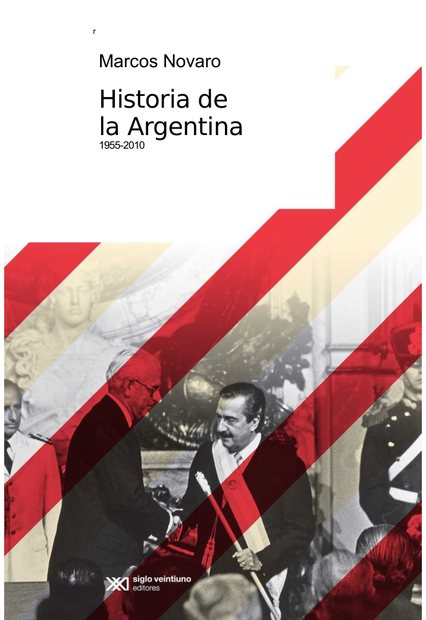 r
Marcos Novaro
Historia de
la Argentina
1955-2010
siglo veintiuno
editores